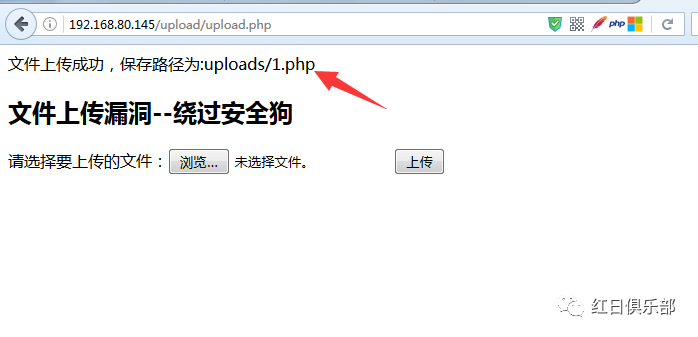 192.168.80.145/upload/upload.php
php
文件上传成功，保存路径为:uploads/1.php
文件上传漏洞--绕过安全狗
请选择要上传的文件： 浏览... 未选择文件。 上传
红日俱乐部